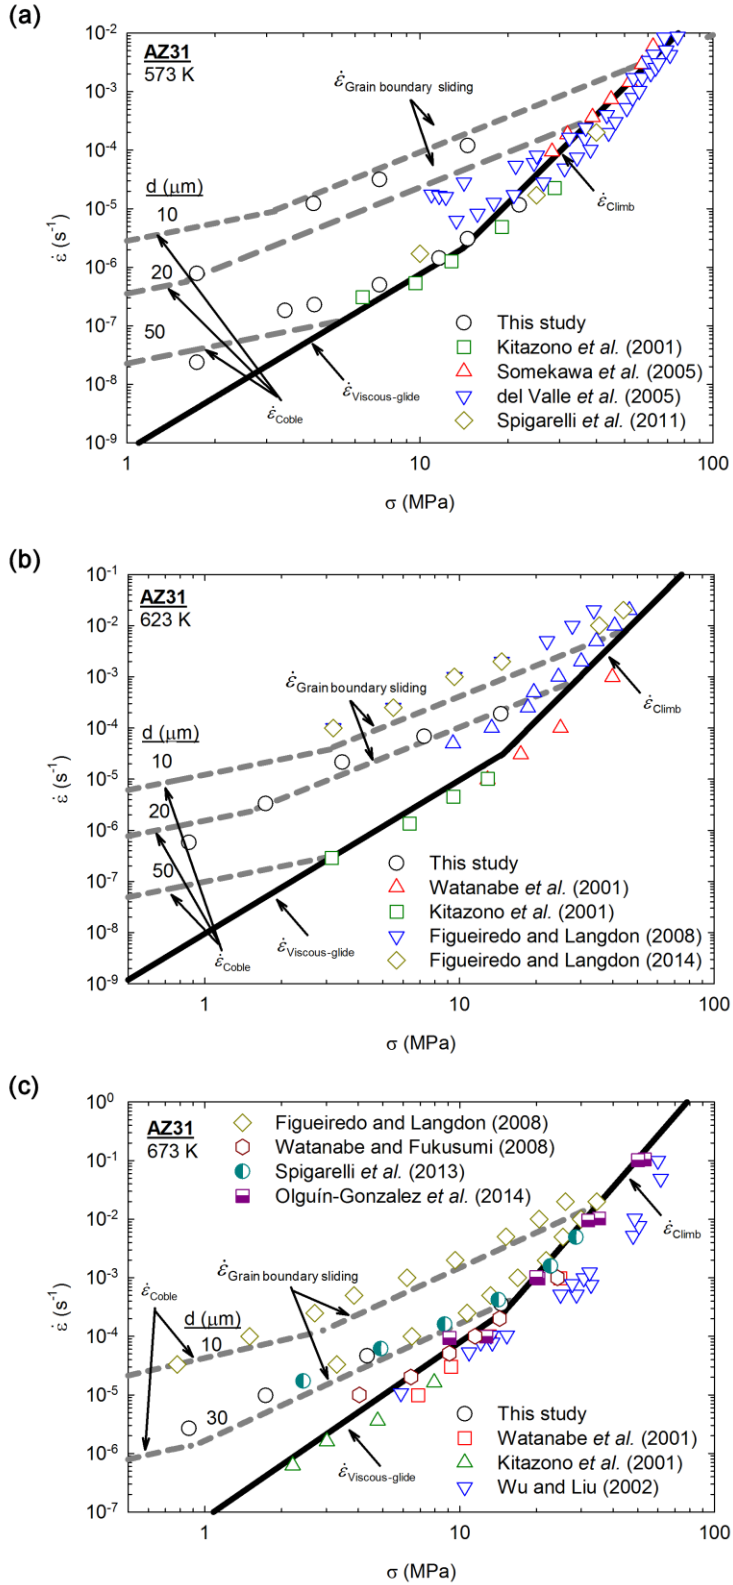 (a)
10⁻²
10⁻³
10⁻⁴
10⁻⁵
10⁻⁶
10⁻⁷
10⁻⁸
10⁻⁹
ε̇ (s⁻¹)
AZ31
573 K
ε̇Grain boundary sliding
d (μm)
10
20
50
ε̇Climb
ε̇Coble
ε̇Viscous-glide
This study
Kitazono et al. (2001)
Somekawa et al. (2005)
del Valle et al. (2005)
Spigarelli et al. (2011)
1 10 100
σ (MPa)
(b)
10⁻¹
10⁻²
10⁻³
10⁻⁴
10⁻⁵
10⁻⁶
10⁻⁷
10⁻⁸
10⁻⁹
ε̇ (s⁻¹)
AZ31
623 K
ε̇Grain boundary sliding
ε̇Climb
d (μm)
10
20
50
ε̇Coble
ε̇Viscous-glide
This study
Watanabe et al. (2001)
Kitazono et al. (2001)
Figueiredo and Langdon (2008)
Figueiredo and Langdon (2014)
1 10 100
σ (MPa)
(c)
10⁰
10⁻¹
10⁻²
10⁻³
10⁻⁴
10⁻⁵
10⁻⁶
10⁻⁷
ε̇ (s⁻¹)
AZ31
673 K
Figueiredo and Langdon (2008)
Watanabe and Fukusumi (2008)
Spigarelli et al. (2013)
Olguín-Gonzalez et al. (2014)
ε̇Climb
ε̇Grain boundary sliding
ε̇Coble
d (μm)
10
30
ε̇Viscous-glide
This study
Watanabe et al. (2001)
Kitazono et al. (2001)
Wu and Liu (2002)
1 10 100
σ (MPa)